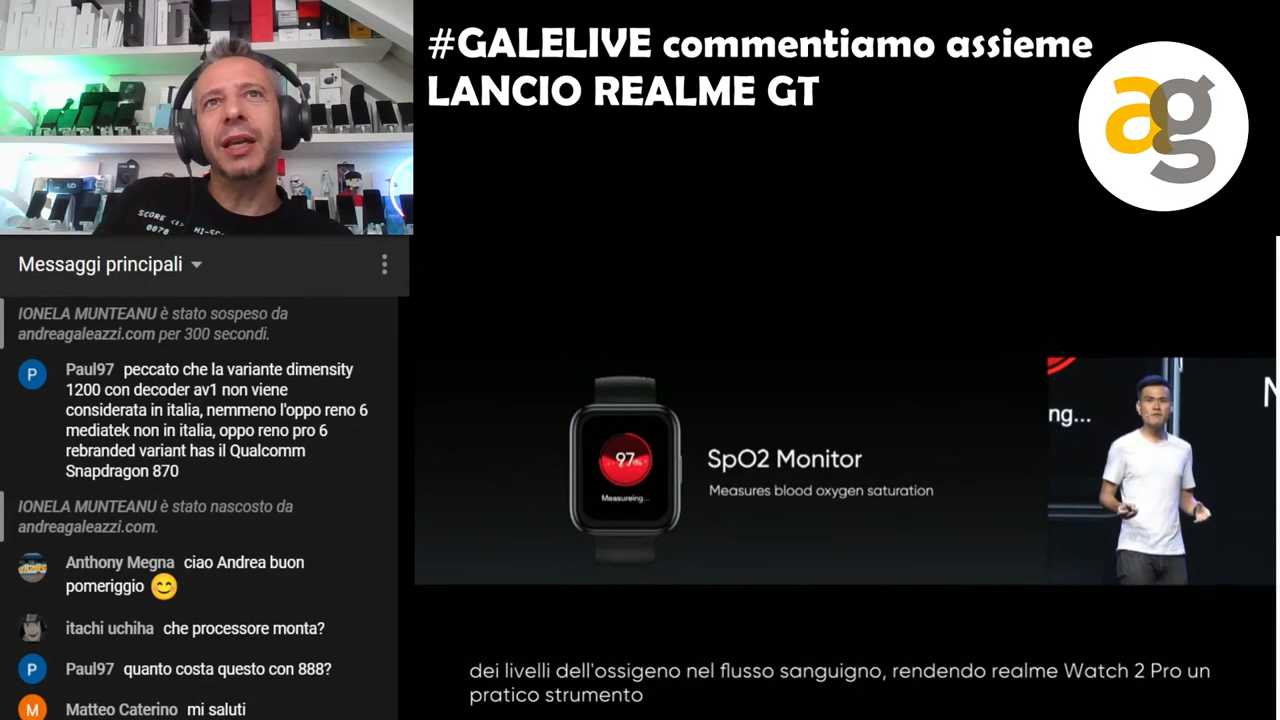 #GALELIVE commentiamo assieme
LANCIO REALME GT
ag
SCORE <1>
HI-SC
0070
Messaggi principali
IONELA MUNTEANU è stato sospeso da
andreagaleazzi.com per 300 secondi.
P
Paul97 peccato che la variante dimensity
1200 con decoder av1 non viene
considerata in italia, nemmeno l'oppo reno 6
mediatek non in italia, oppo reno pro 6
rebranded variant has il Qualcomm
Snapdragon 870
IONELA MUNTEANU è stato nascosto da
andreagaleazzi.com.
Anthony Megna ciao Andrea buon
pomeriggio 😊
itachi uchiha che processore monta?
P
Paul97 quanto costa questo con 888?
M
Matteo Caterino mi saluti
97%
Measureing...
SpO2 Monitor
Measures blood oxygen saturation
ng...
dei livelli dell'ossigeno nel flusso sanguigno, rendendo realme Watch 2 Pro un
pratico strumento